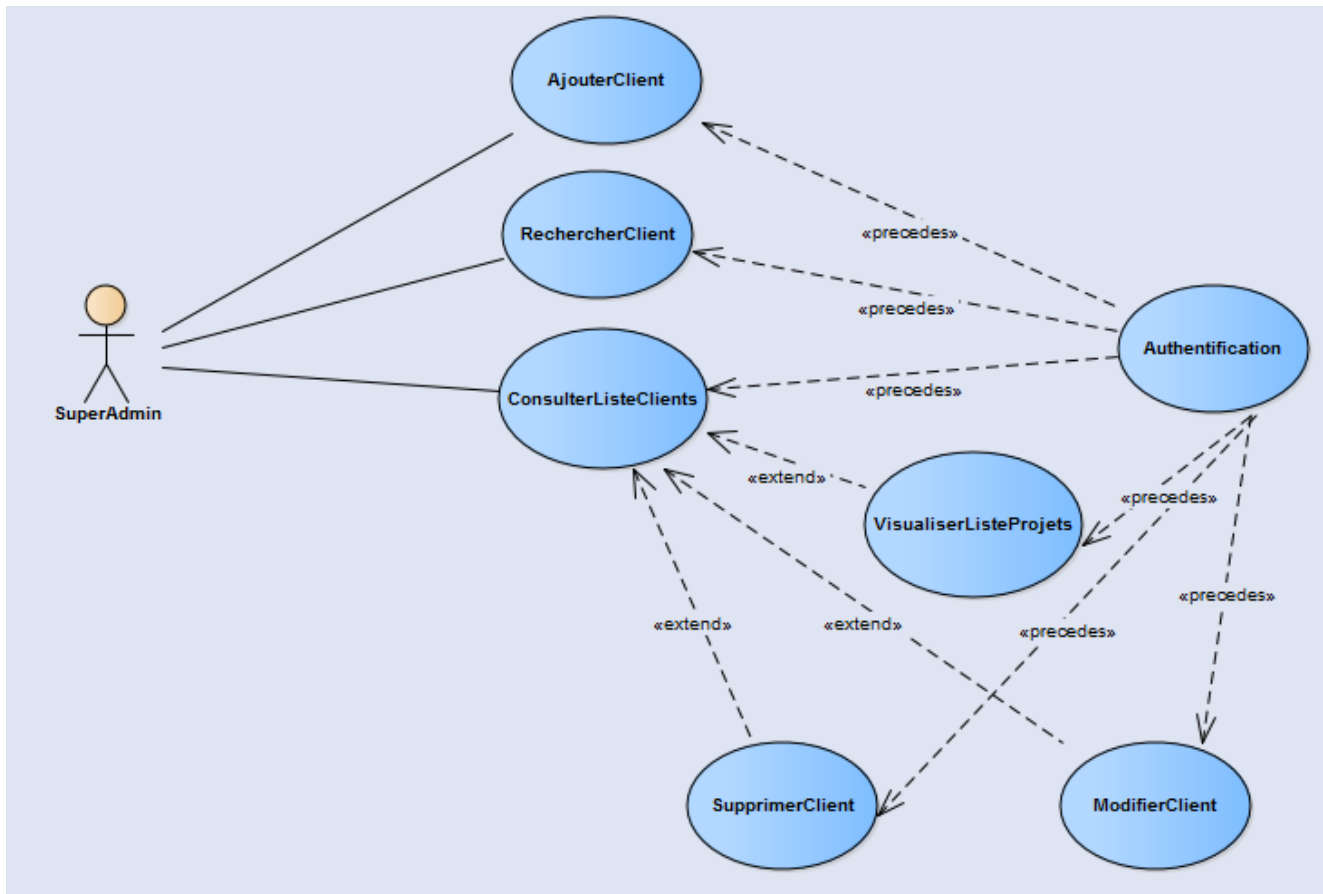 AjouterClient
RechercherClient
«precedes»
«precedes»
Authentification
SuperAdmin
ConsulterListeClients
«precedes»
«extend»
VisualiserListeProjets
«precedes»
«precedes»
«extend»
«extend»
«precedes»
SupprimerClient
ModifierClient